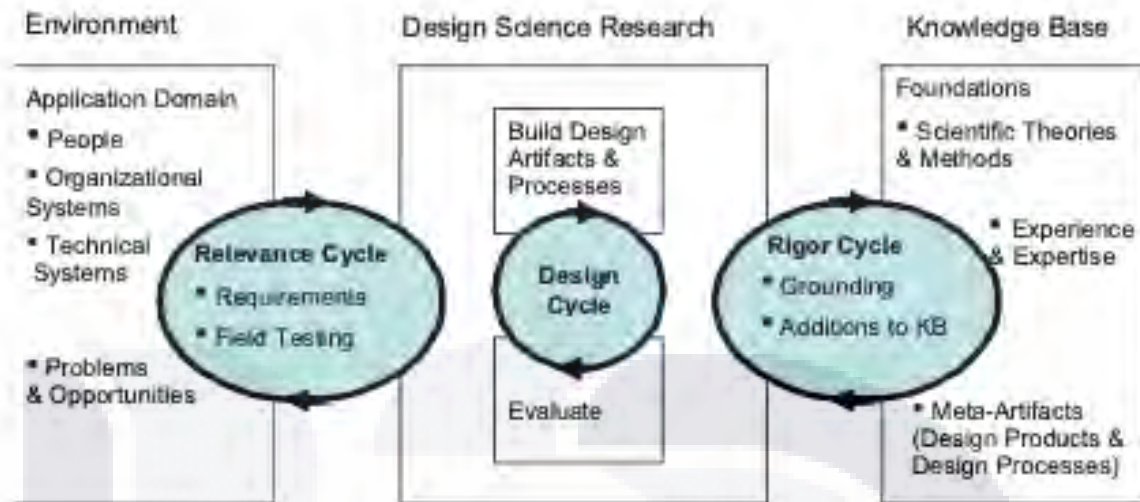 Environment
Design Science Research
Knowledge Base
Application Domain
▪ People
▪ Organizational
Systems
▪ Technical
Systems
▪ Problems
& Opportunities
Relevance Cycle
▪ Requirements
▪ Field Testing
Build Design
Artifacts &
Processes
Design
Cycle
Evaluate
Rigor Cycle
▪ Grounding
▪ Additions to KB
Foundations
▪ Scientific Theories
& Methods
▪ Experience
& Expertise
▪ Meta-Artifacts
(Design Products &
Design Processes)